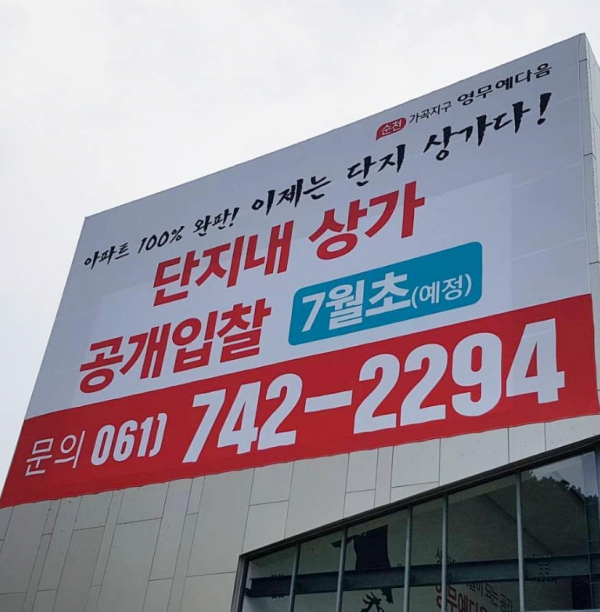 순천 가곡지구 영무예다음
아파트 100% 완판! 이제는 단지 상가다!
단지내 상가
공개입찰 7월초(예정)
문의 061) 742-2294